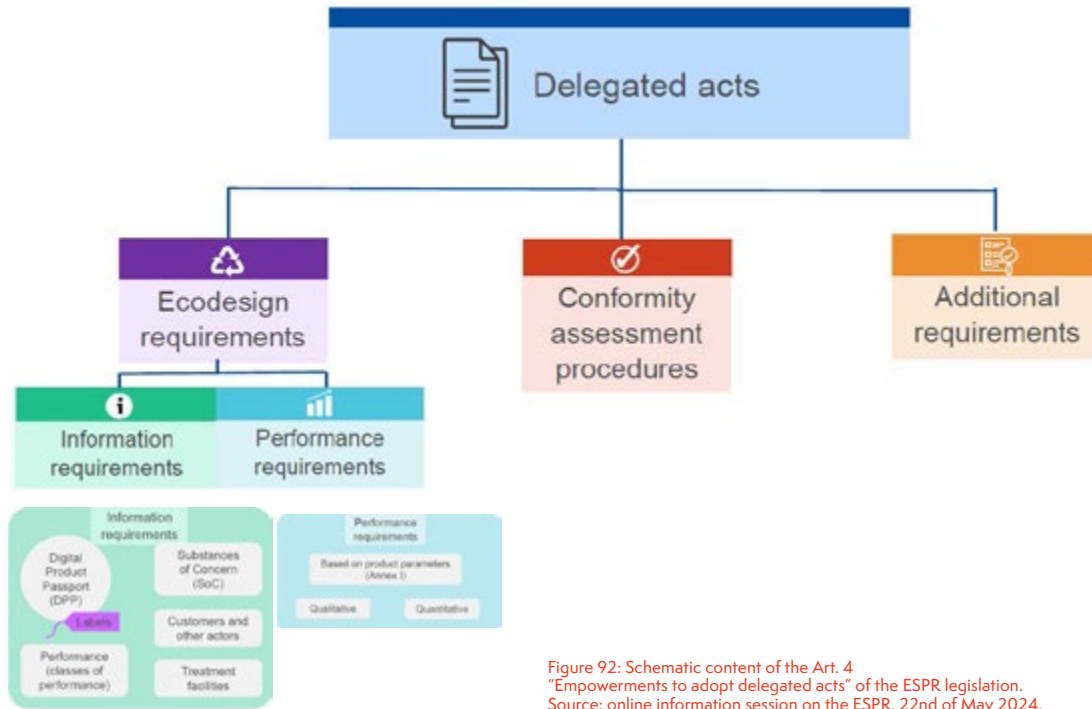 Delegated acts
Ecodesign
requirements
Conformity
assessment
procedures
Additional
requirements
Information
requirements
Performance
requirements
Information
requirements
Digital
Product
Passport
(DPP)
Labels
Performance
(classes of
performance)
Substances
of Concern
(SoC)
Customers and
other actors
Treatment
facilities
Performance
requirements
Based on product parameters
(Annex I)
Qualitative
Quantitative
Figure 92: Schematic content of the Art. 4
"Empowerments to adopt delegated acts" of the ESPR legislation.
Source: online information session on the ESPR, 22nd of May 2024.